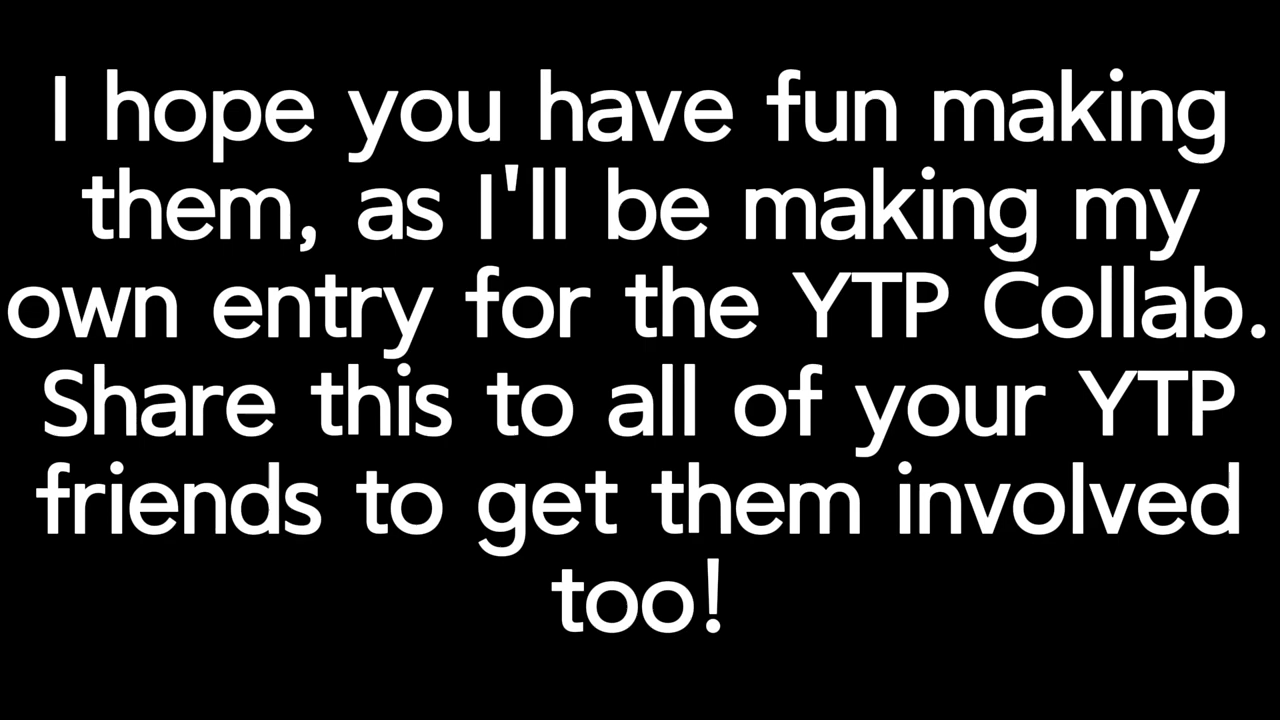 I hope you have fun making
them, as I'll be making my
own entry for the YTP Collab.
Share this to all of your YTP
friends to get them involved
too!